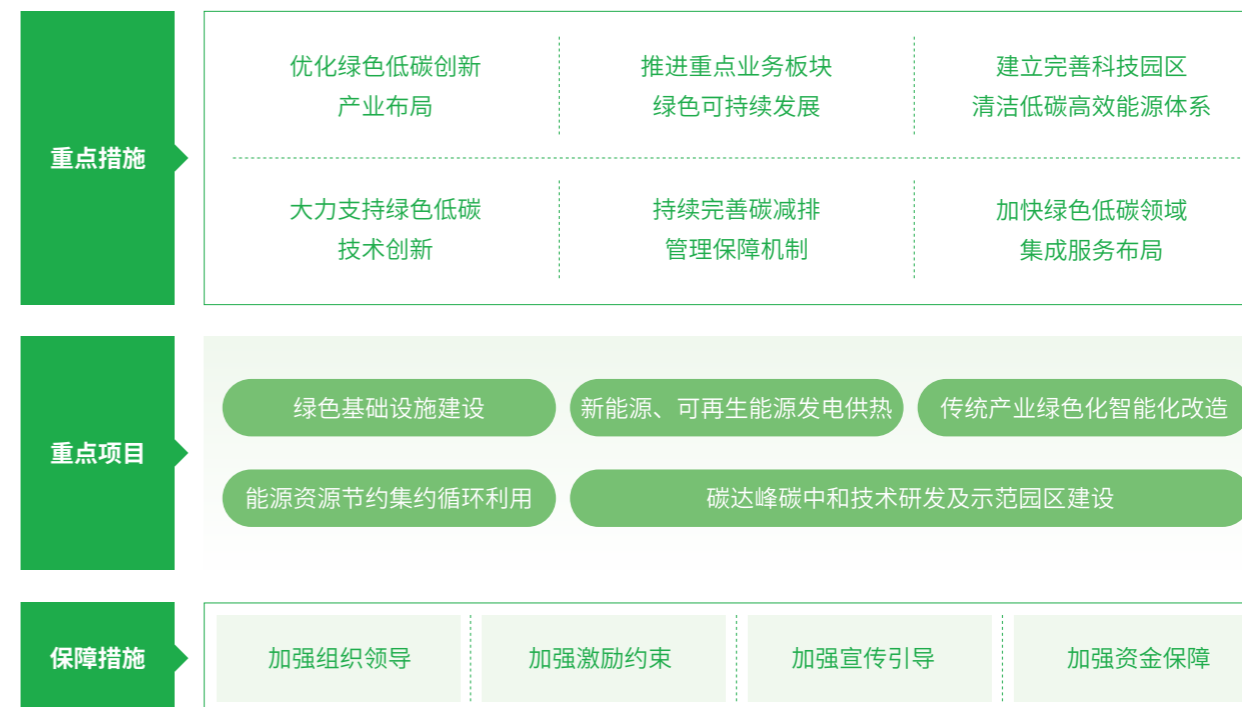 重点措施
优化绿色低碳创新
产业布局
推进重点业务板块
绿色可持续发展
建立完善科技园区
清洁低碳高效能源体系
大力支持绿色低碳
技术创新
持续完善碳减排
管理保障机制
加快绿色低碳领域
集成服务布局
重点项目
绿色基础设施建设
新能源、可再生能源发电供热
传统产业绿色化智能化改造
能源资源节约集约循环利用
碳达峰碳中和技术研发及示范园区建设
保障措施
加强组织领导
加强激励约束
加强宣传引导
加强资金保障